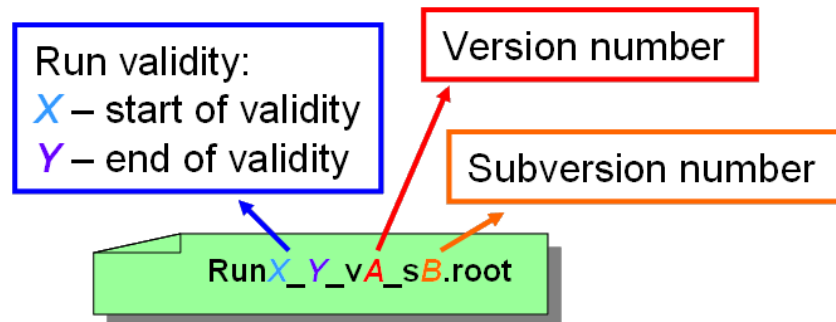 Run validity:
X – start of validity
Y – end of validity
Version number
Subversion number
RunX_Y_vA_sB.root